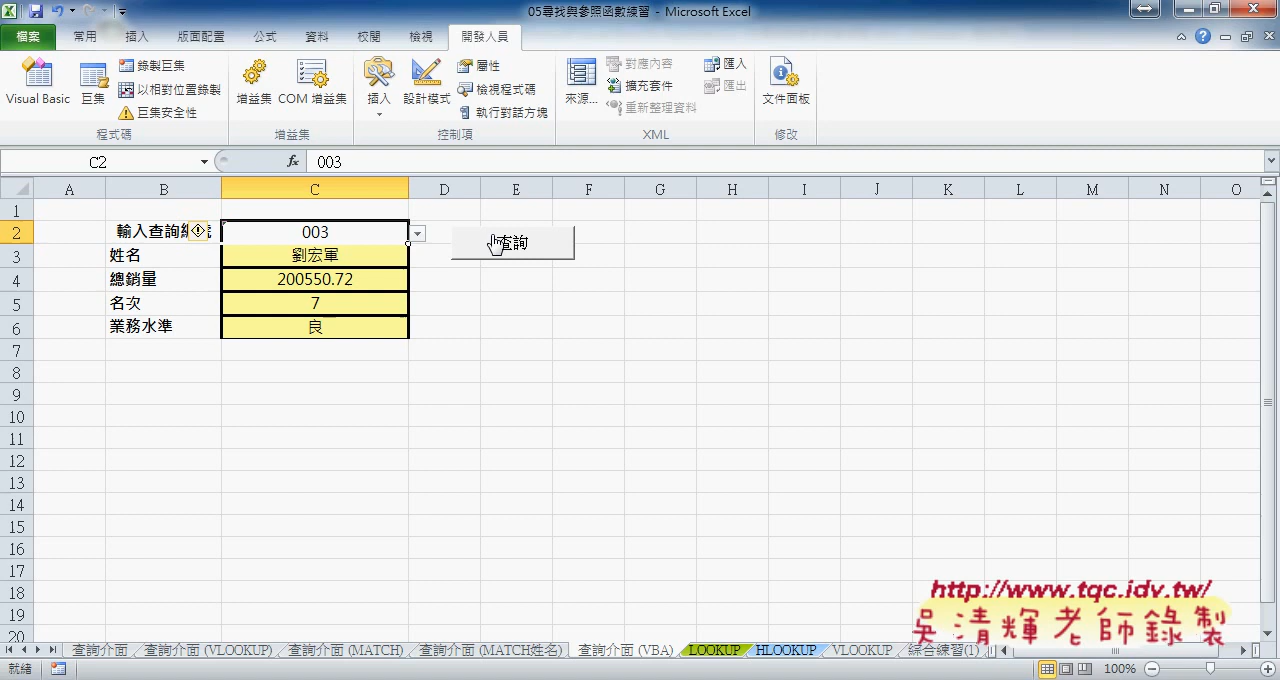 05尋找與參照函數練習 - Microsoft Excel
檔案 常用 插入 版面配置 公式 資料 校閱 檢視 開發人員
Visual Basic 巨集 錄製巨集 以相對位置錄製 巨集安全性
增益集 COM 增益集
插入 設計模式 屬性 檢視程式碼 執行對話方塊
來源... 對應內容 擴充套件 重新整理資料 匯入 匯出
文件面板
程式碼 增益集 控制項 XML 修改
C2 fx 003
A B C D E F G H I J K L M N O
1
2 輸入查詢 003 查詢
3 姓名 劉宏軍
4 總銷量 200550.72
5 名次 7
6 業務水準 良
7
8
9
10
11
12
13
14
15
16
17
18
19
20
http://www.tqc.idv.tw/
吳清輝老師錄製
查詢介面 查詢介面 (VLOOKUP) 查詢介面 (MATCH) 查詢介面 (MATCH姓名) 查詢介面 (VBA) LOOKUP HLOOKUP VLOOKUP 綜合練習(1)
就緒 100%